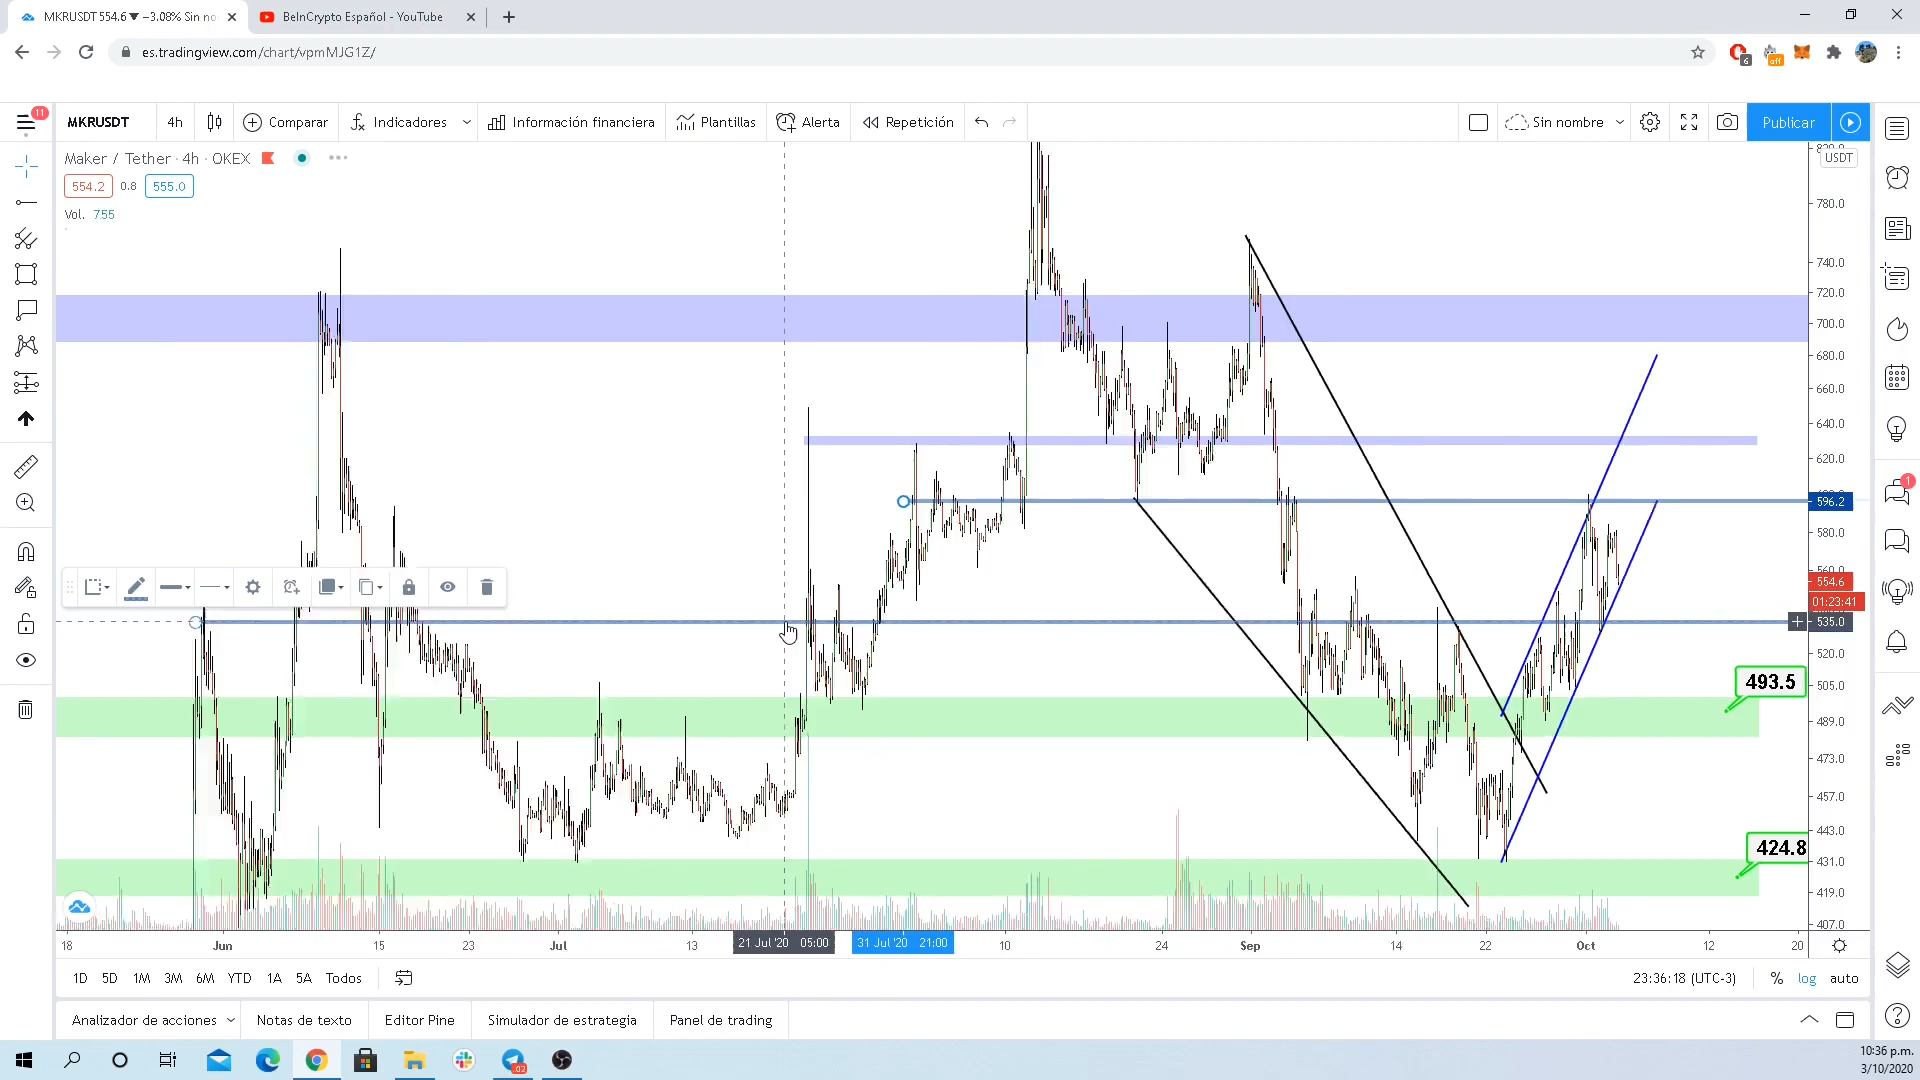 MKRUSDT 554.6 ▼ −3.08% Sin no
BeInCrypto Español - YouTube
es.tradingview.com/chart/vpmMJG1Z/
6
off
11
MKRUSDT
4h
Comparar
Indicadores
Información financiera
Plantillas
Alerta
Repetición
Sin nombre
Publicar
Maker / Tether · 4h · OKEX
554.2
0.8
555.0
Vol. 755
USDT
780.0
740.0
720.0
700.0
680.0
660.0
640.0
620.0
596.2
580.0
554.6
01:23:41
535.0
520.0
505.0
489.0
473.0
457.0
443.0
431.0
419.0
407.0
493.5
424.8
1
18
Jun
15
23
Jul
13
21 Jul '20 05:00
31 Jul '20 21:00
10
24
Sep
14
22
Oct
12
20
1D
5D
1M
3M
6M
YTD
1A
5A
Todos
23:36:18 (UTC-3)
%
log
auto
Analizador de acciones
Notas de texto
Editor Pine
Simulador de estrategia
Panel de trading
10:36 p.m.
3/10/2020